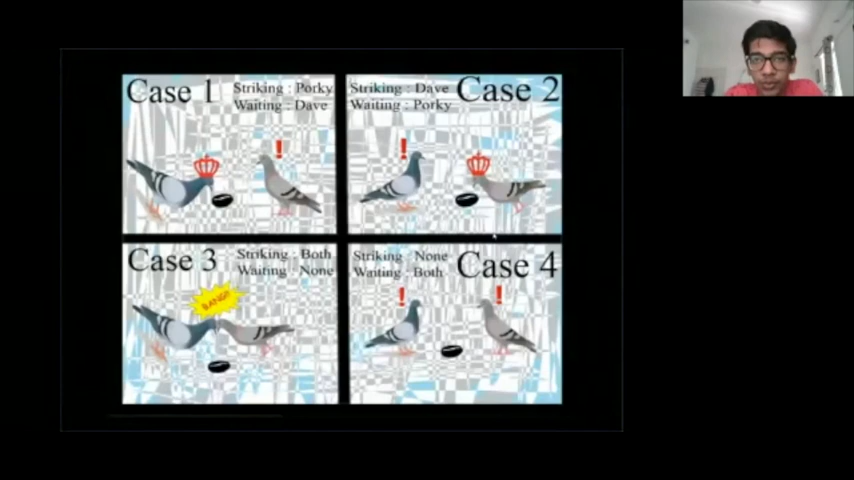 Case 1
Striking : Porky
Waiting : Dave
!
Striking : Dave
Waiting : Porky
Case 2
!
Case 3
Striking : Both
Waiting : None
BANG!!
Striking : None
Waiting : Both
Case 4
!
!